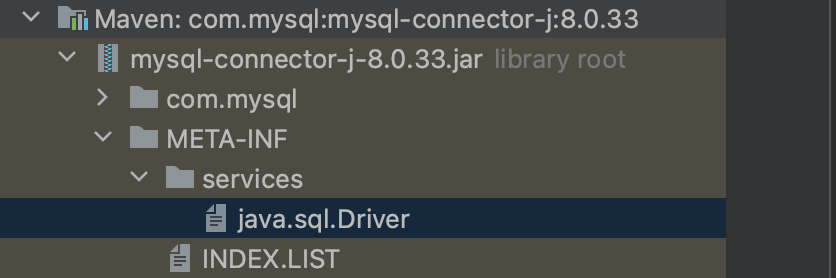 Maven: com.mysql:mysql-connector-j:8.0.33
mysql-connector-j-8.0.33.jar library root
com.mysql
META-INF
services
java.sql.Driver
INDEX.LIST